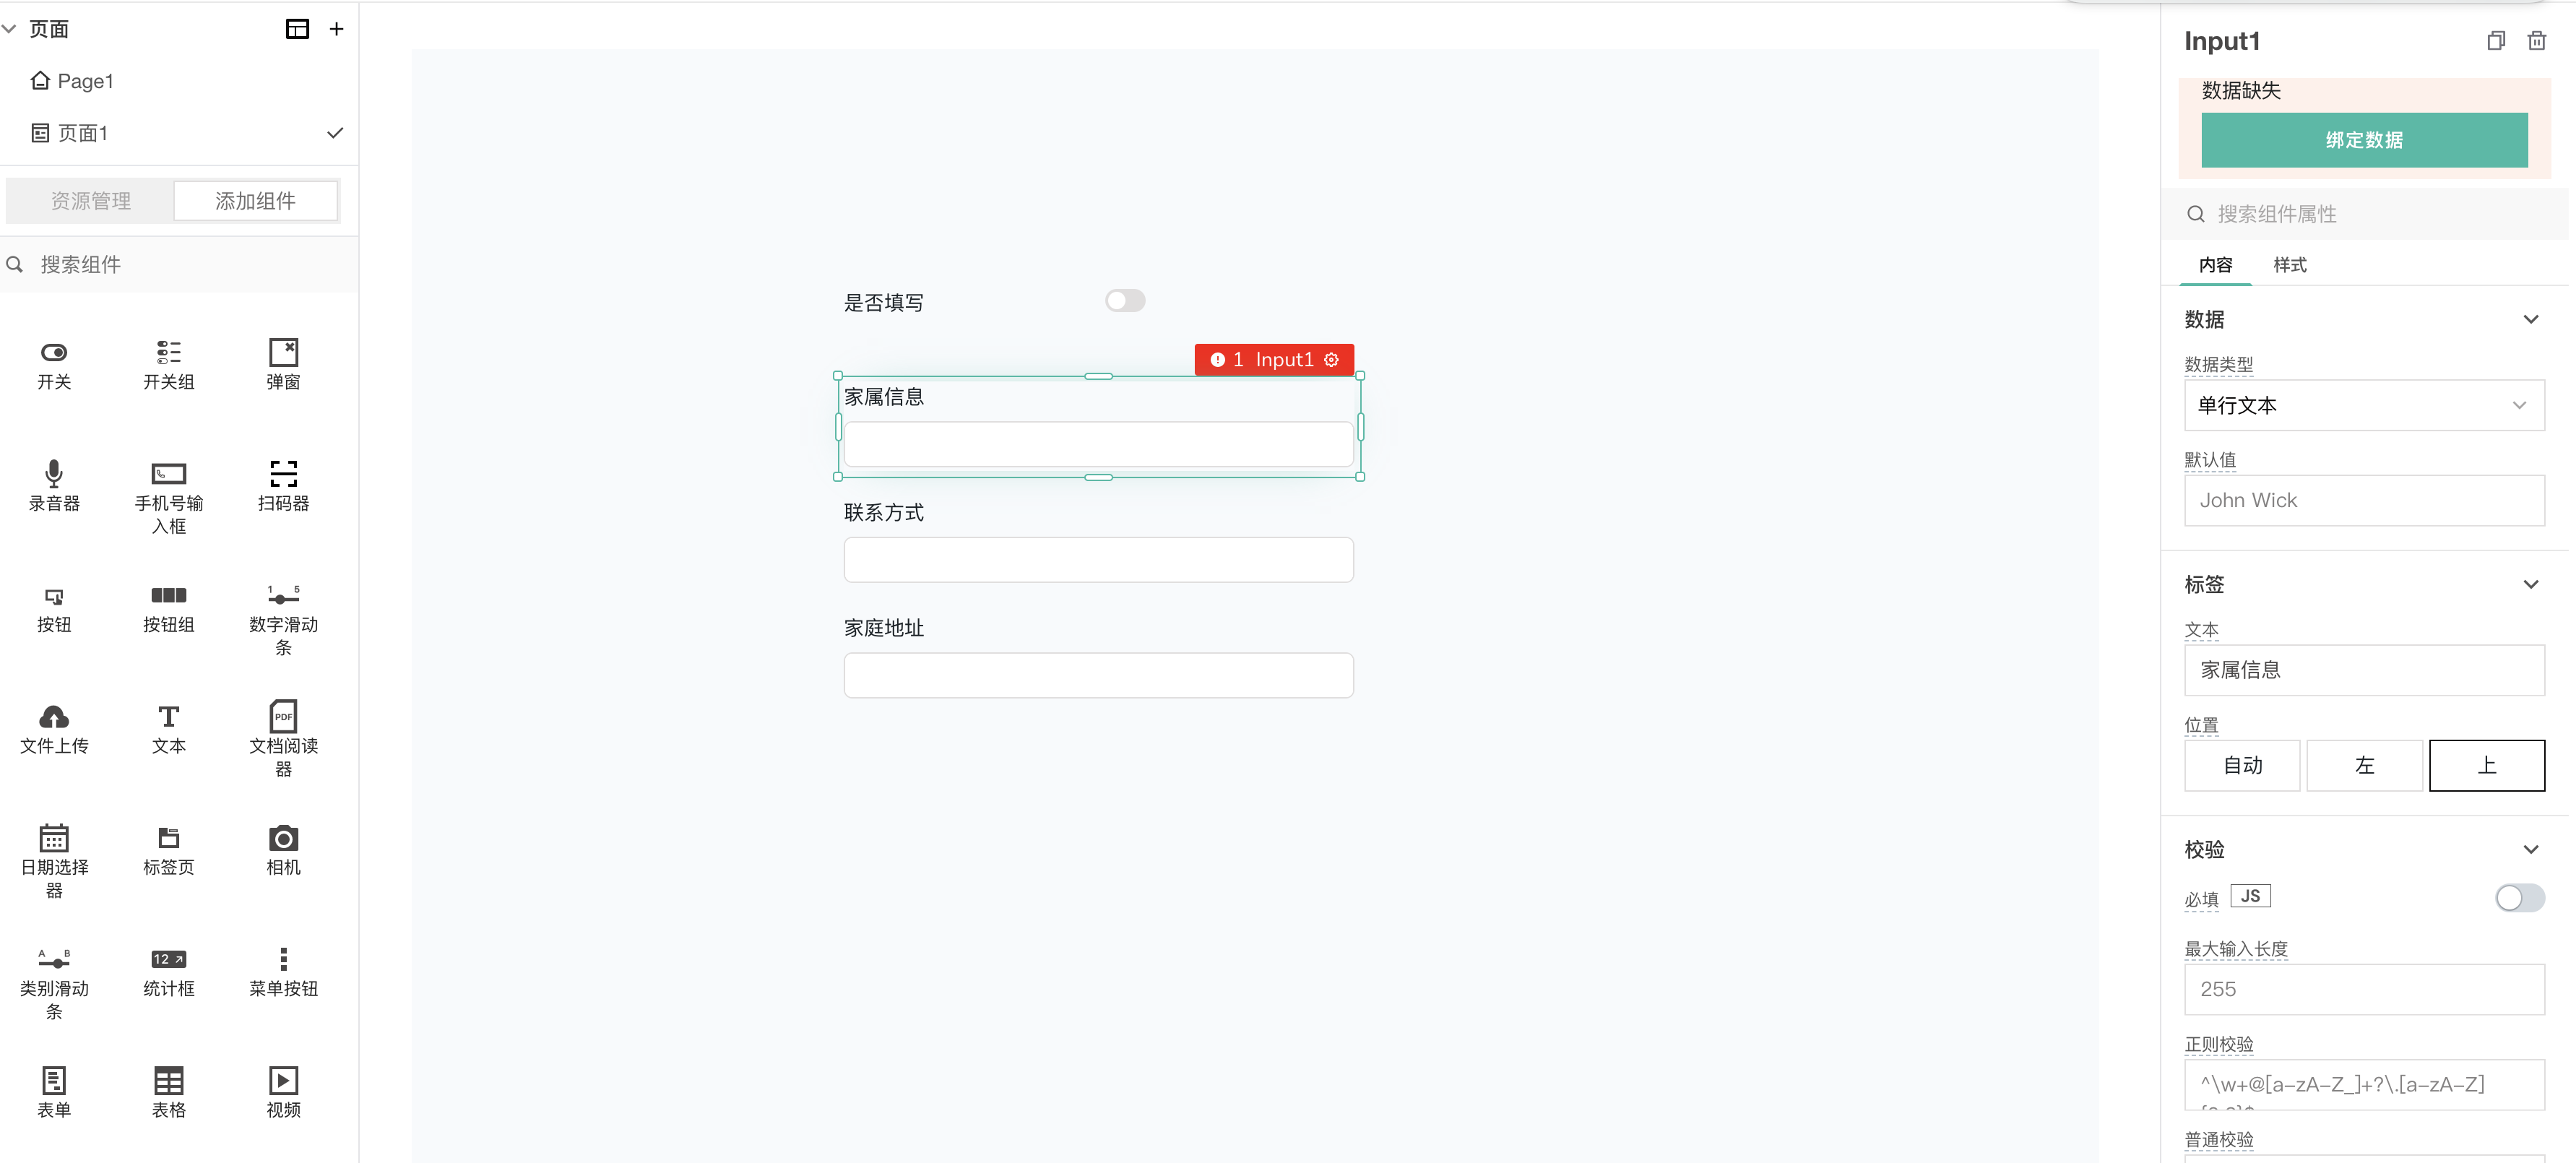 页面
Page1
页面1
资源管理
添加组件
搜索组件
开关
开关组
弹窗
录音器
手机号输
入框
扫码器
按钮
按钮组
1 5
数字滑动
条
文件上传
文本
PDF
文档阅读
器
日期选择
器
标签页
相机
A B
类别滑动
条
12
统计框
菜单按钮
表单
表格
视频
是否填写
1 Input1
家属信息
联系方式
家庭地址
Input1
数据缺失
绑定数据
搜索组件属性
内容
样式
数据
数据类型
单行文本
默认值
John Wick
标签
文本
家属信息
位置
自动
左
上
校验
必填 JS
最大输入长度
255
正则校验
^\w+@[a-zA-Z_]+?\.[a-zA-Z]
普通校验